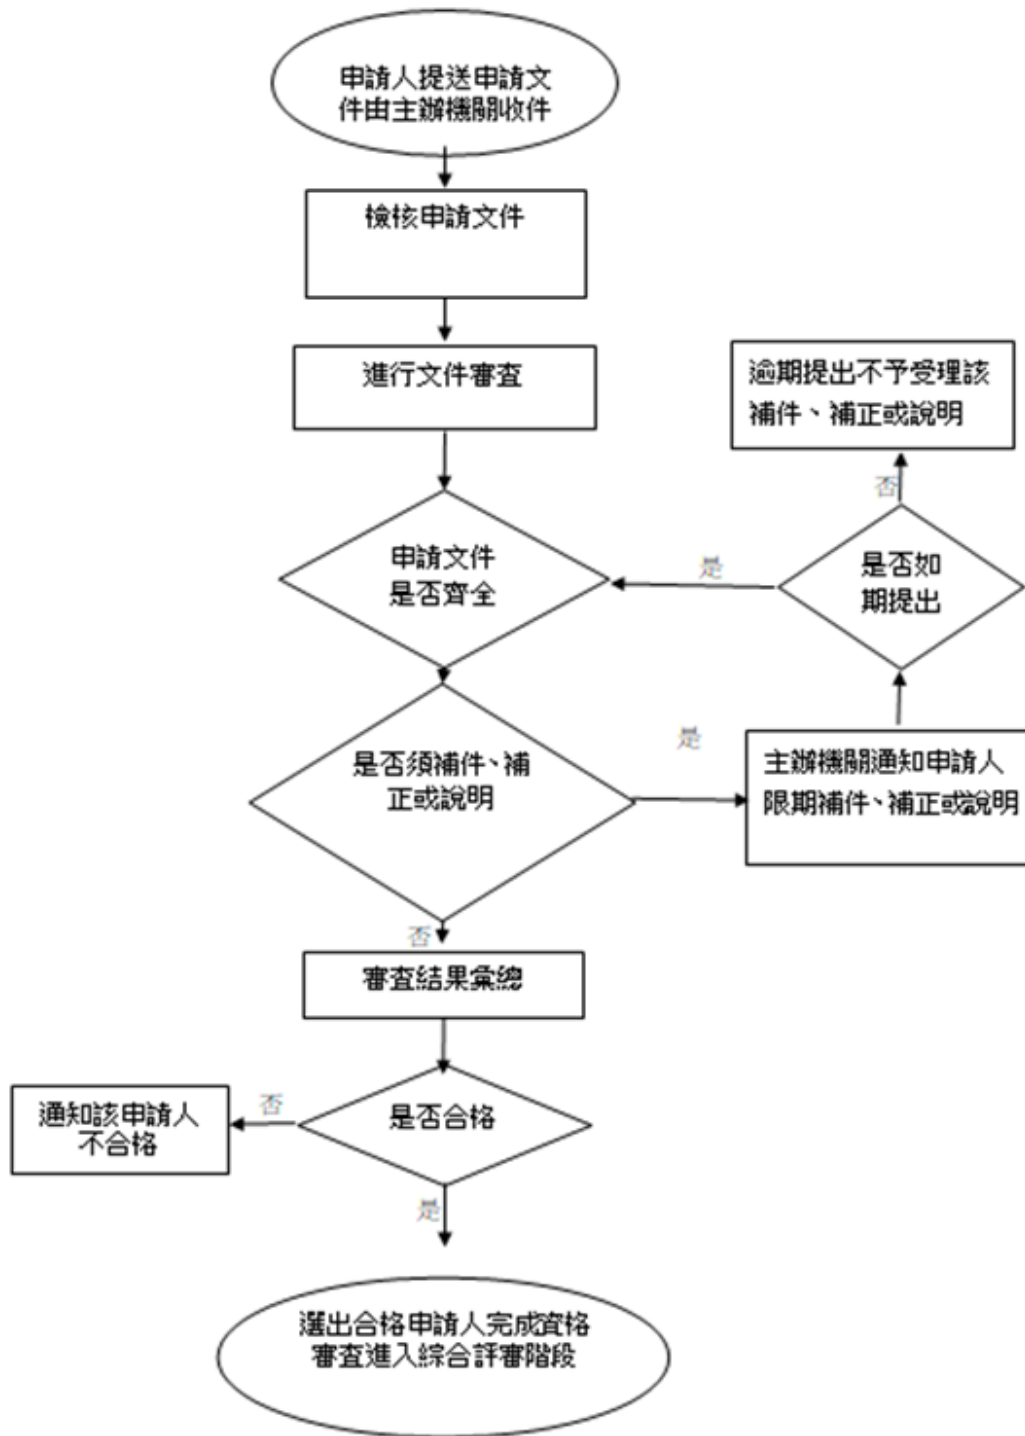 申請人提送申請文
件由主辦機關收件
檢核申請文件
進行文件審查
逾期提出不予受理該
補件、補正或說明
否
申請文件
是否齊全
是
是否如
期提出
是否須補件、補
正或說明
是
主辦機關通知申請人
限期補件、補正或說明
否
審查結果彙總
是否合格
否
通知該申請人
不合格
是
選出合格申請人完成資格
審查進入綜合評審階段